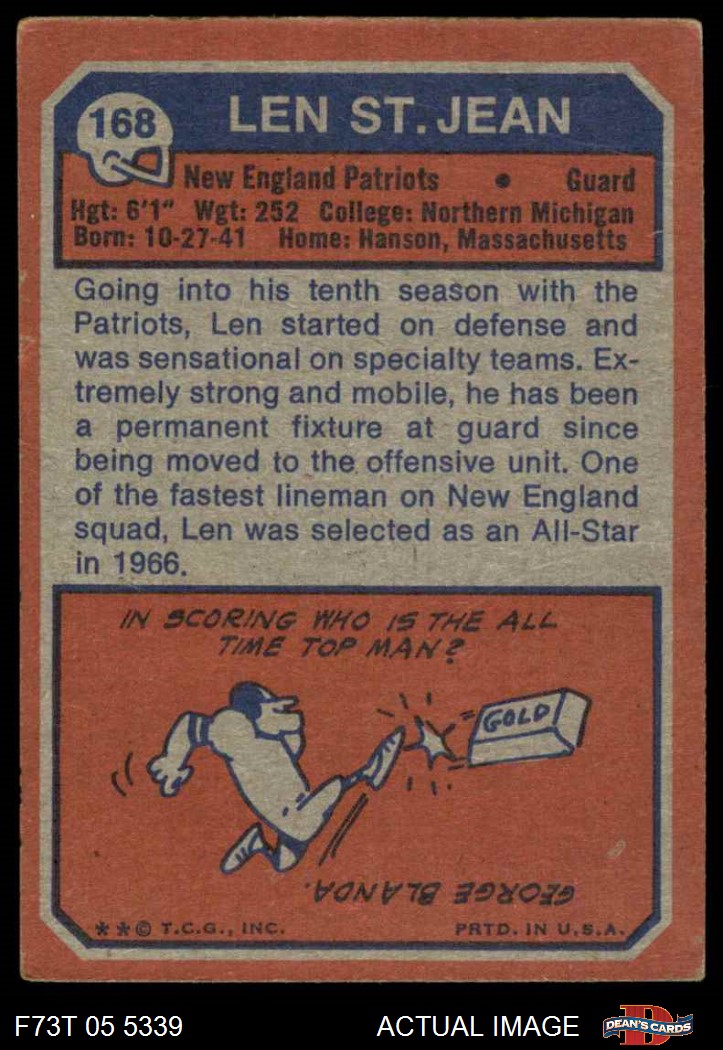 168
LEN ST. JEAN
New England Patriots • Guard
Hgt: 6'1" Wgt: 252 College: Northern Michigan
Born: 10-27-41 Home: Hanson, Massachusetts
Going into his tenth season with the
Patriots, Len started on defense and
was sensational on specialty teams. Ex-
tremely strong and mobile, he has been
a permanent fixture at guard since
being moved to the offensive unit. One
of the fastest lineman on New England
squad, Len was selected as an All-Star
in 1966.
IN SCORING WHO IS THE ALL
TIME TOP MAN?
GOLD
GEORGE BLANDA.
**© T.C.G., INC. PRTD. IN U.S.A.
F73T 05 5339 ACTUAL IMAGE
D
DEAN'S CARDS